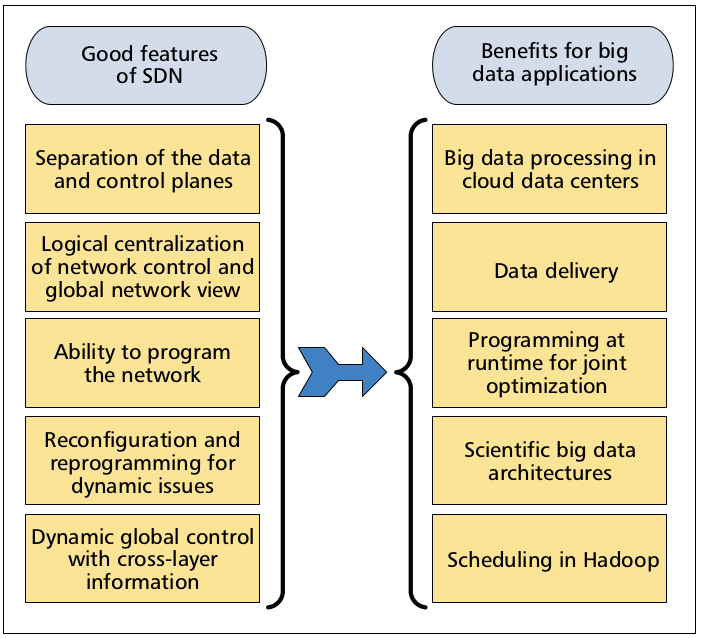 Good features
of SDN
Separation of the data
and control planes
Logical centralization
of network control and
global network view
Ability to program
the network
Reconfiguration and
reprogramming for
dynamic issues
Dynamic global control
with cross-layer
information
Benefits for big
data applications
Big data processing in
cloud data centers
Data delivery
Programming at
runtime for joint
optimization
Scientific big data
architectures
Scheduling in Hadoop